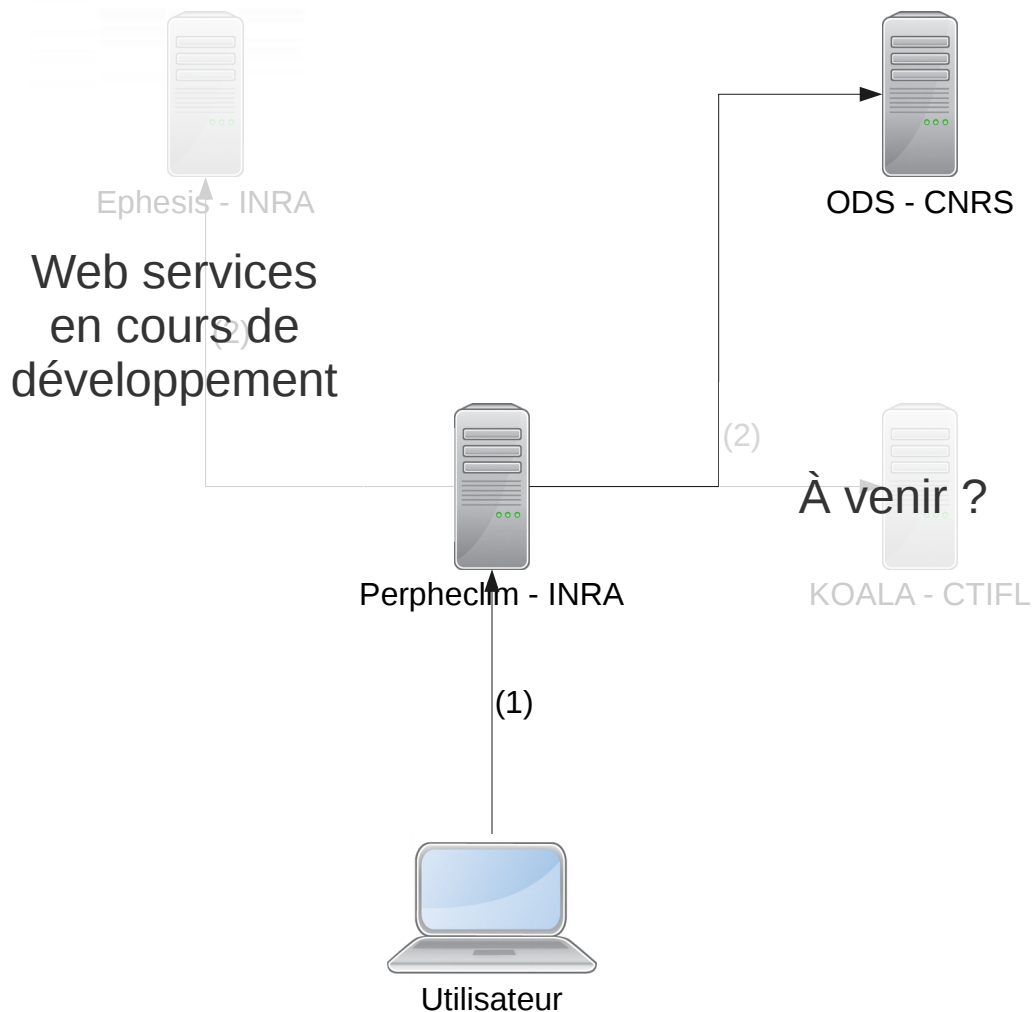 Ephesis - INRA
ODS - CNRS
Web services
en cours de
(2)
développement
(2)
À venir ?
Perpheclim - INRA
KOALA - CTIFL
(1)
Utilisateur